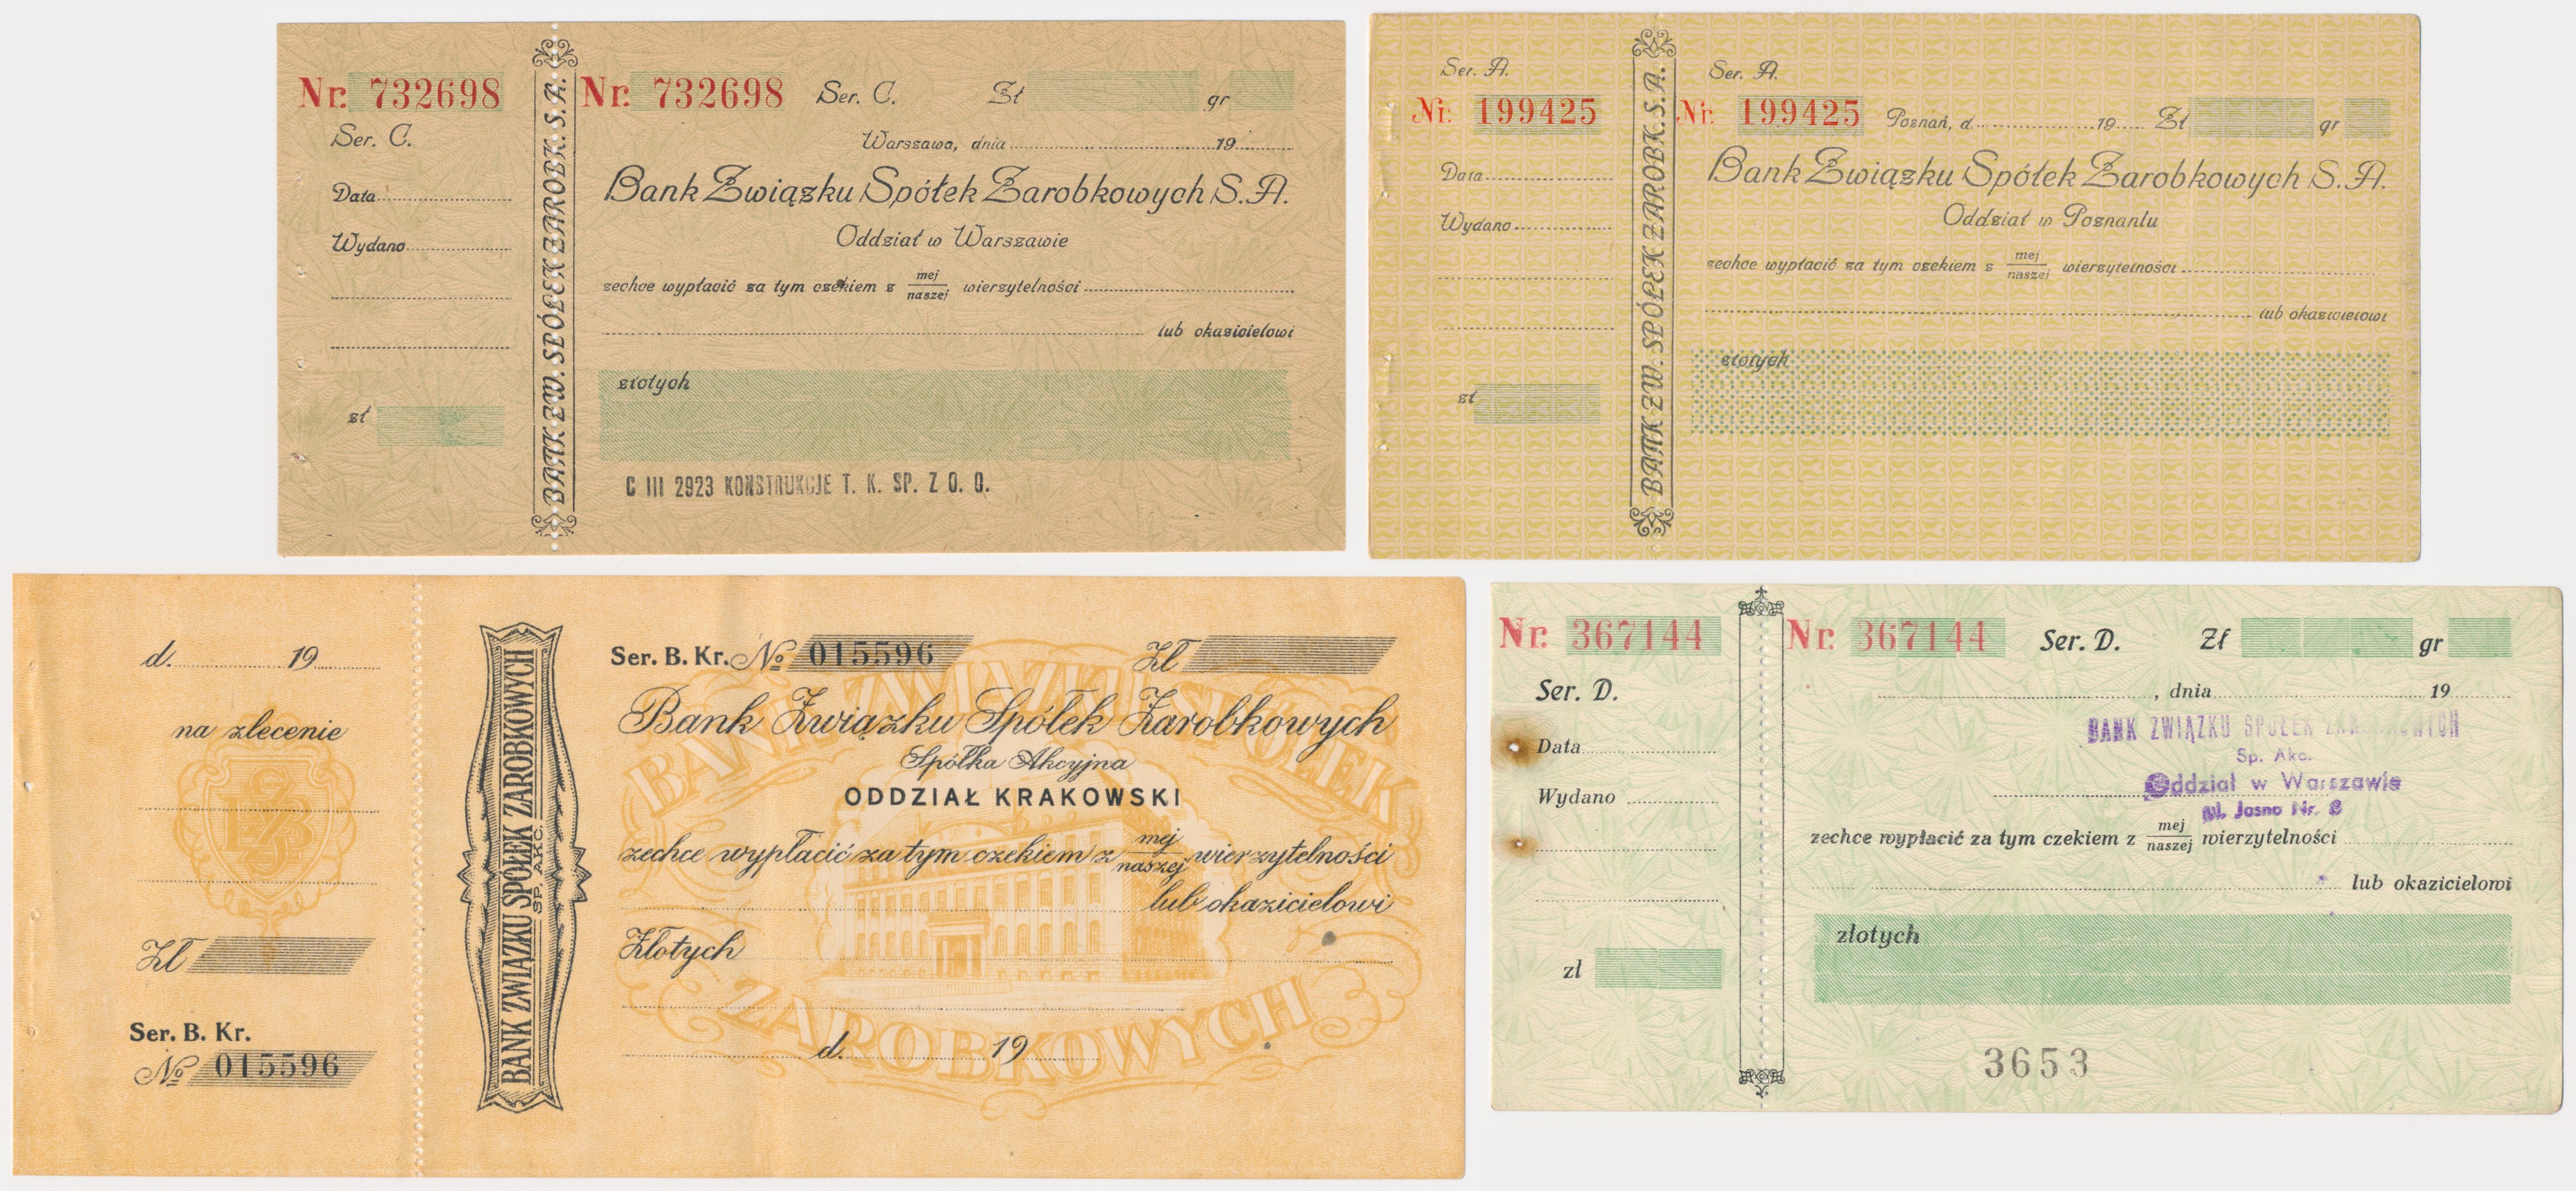 Nr. 732698
Ser. C.
Data
Wydano
zł
BANK ZW. SPÓŁEK ZAROBK. S. A.
Nr. 732698 Ser. C. Zł gr
Warszawa, dnia 19
Bank Związku Spółek Zarobkowych S. A.
Oddział w Warszawie
zechce wypłacić za tym czekiem z mej/naszej wierzytelności
lub okazicielowi
złotych
C III 2923 KONSTRUKCJE T. K. SP. Z O. O.
Ser. A.
Nr. 199425
Data
Wydano
zł
BANK ZW. SPÓŁEK ZAROBK. S. A.
Ser. A.
Nr. 199425 Poznań, d. 19 Zł gr
Bank Związku Spółek Zarobkowych S. A.
Oddział w Poznaniu
zechce wypłacić za tym czekiem z mej/naszej wierzytelności
lub okazicielowi
złotych
d. 19
na zlecenie
Zł
Ser. B. Kr.
№ 015596
BANK ZWIĄZKU SPÓŁEK ZAROBKOWYCH
SP. AKC.
Ser. B. Kr. № 015596 Zł
BANK ZWIĄZKU SPÓŁEK
Bank Związku Spółek Zarobkowych
Spółka Akcyjna
ODDZIAŁ KRAKOWSKI
zechce wypłacić za tym czekiem z mej/naszej wierzytelności
lub okazicielowi
Złotych
ZAROBKOWYCH
d. 19
Nr. 367144
Ser. D.
Data
Wydano
zł
Nr. 367144 Ser. D. Zł gr
, dnia 19
BANK ZWIĄZKU SPÓŁEK ZAROBKOWYCH
Sp. Akc.
Oddział w Warszawie
ul. Jasna Nr. 8
zechce wypłacić za tym czekiem z mej/naszej wierzytelności
lub okazicielowi
złotych
3653